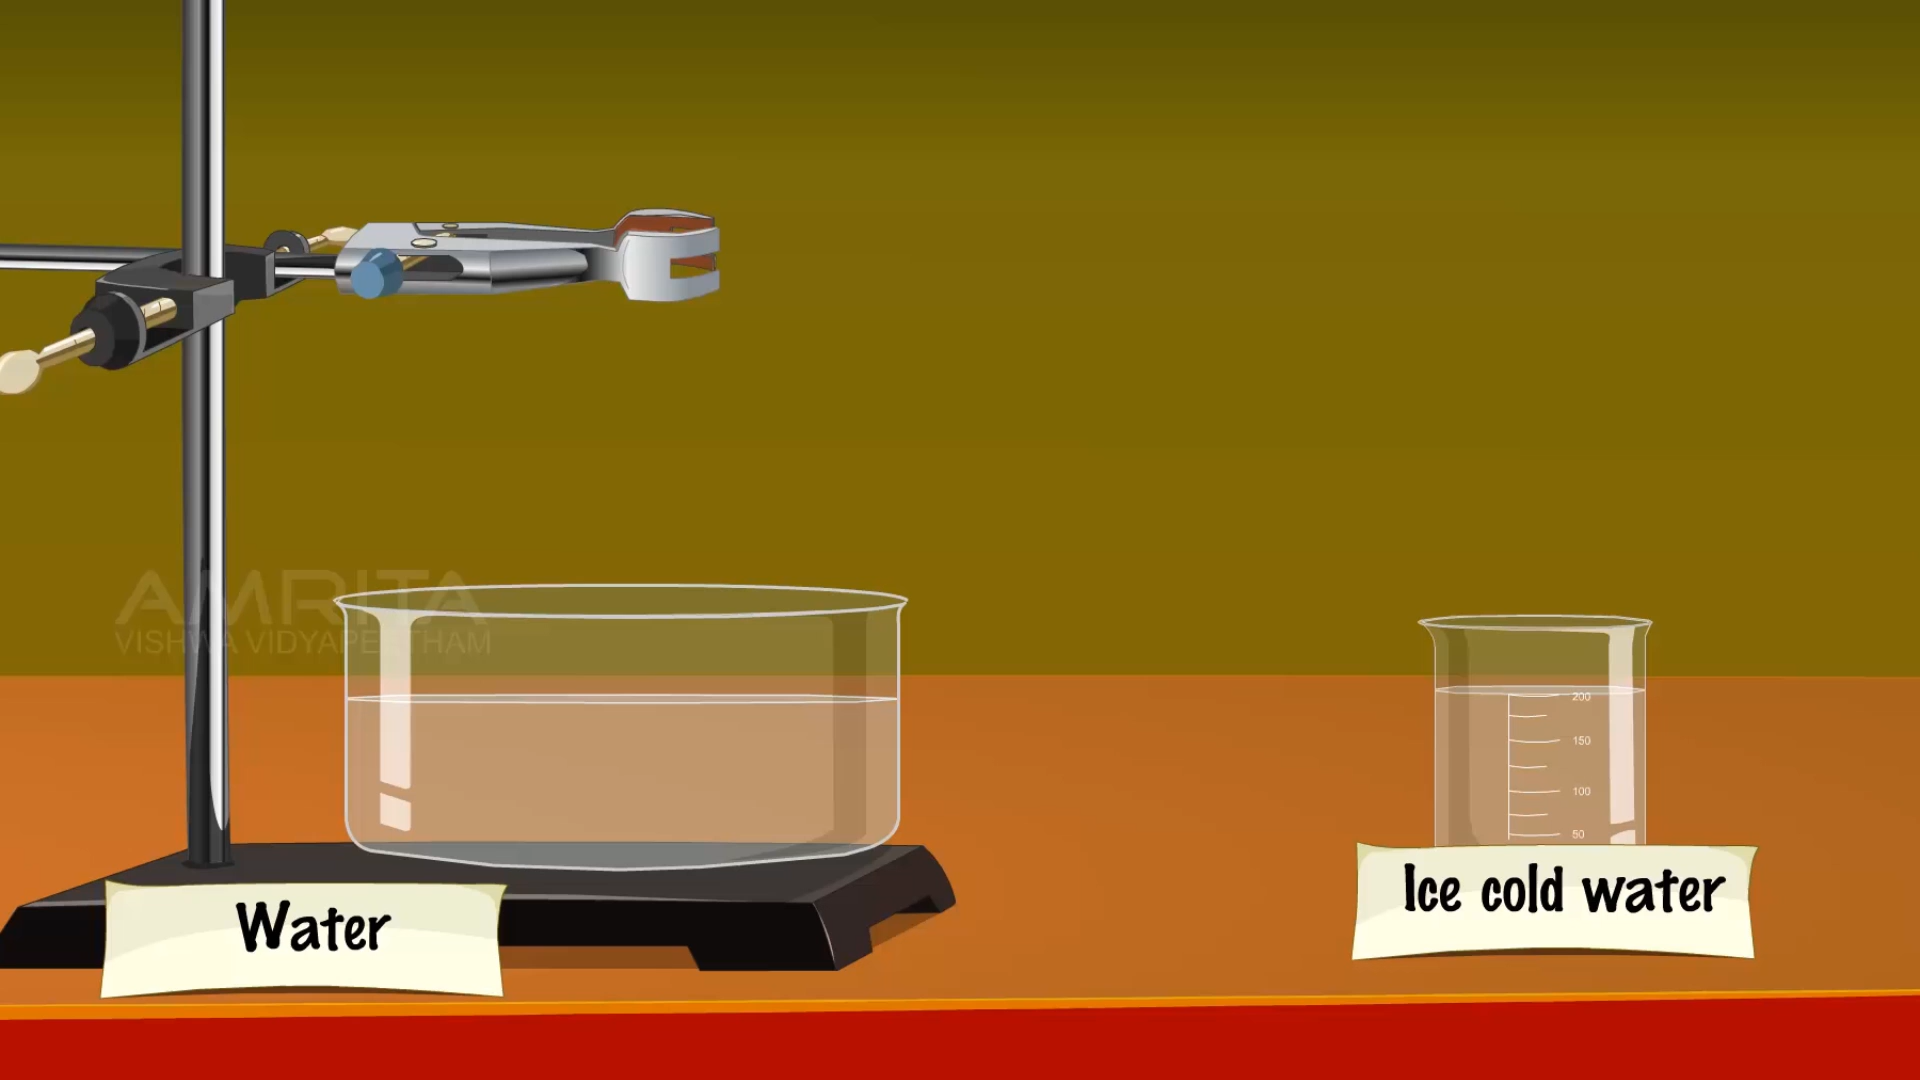 AMRITA
VISHWA VIDYAPEETHAM
200
150
100
50
Water
Ice cold water